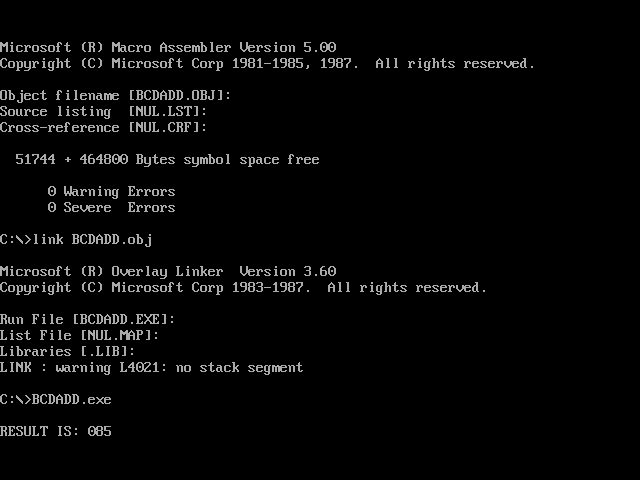 Microsoft (R) Macro Assembler Version 5.00
Copyright (C) Microsoft Corp 1981-1985, 1987.  All rights reserved.
Object filename [BCDADD.OBJ]:
Source listing  [NUL.LST]:
Cross-reference [NUL.CRF]:
  51744 + 464800 Bytes symbol space free
      0 Warning Errors
      0 Severe  Errors
C:\>link BCDADD.obj
Microsoft (R) Overlay Linker  Version 3.60
Copyright (C) Microsoft Corp 1983-1987.  All rights reserved.
Run File [BCDADD.EXE]:
List File [NUL.MAP]:
Libraries [.LIB]:
LINK : warning L4021: no stack segment
C:\>BCDADD.exe
RESULT IS: 085